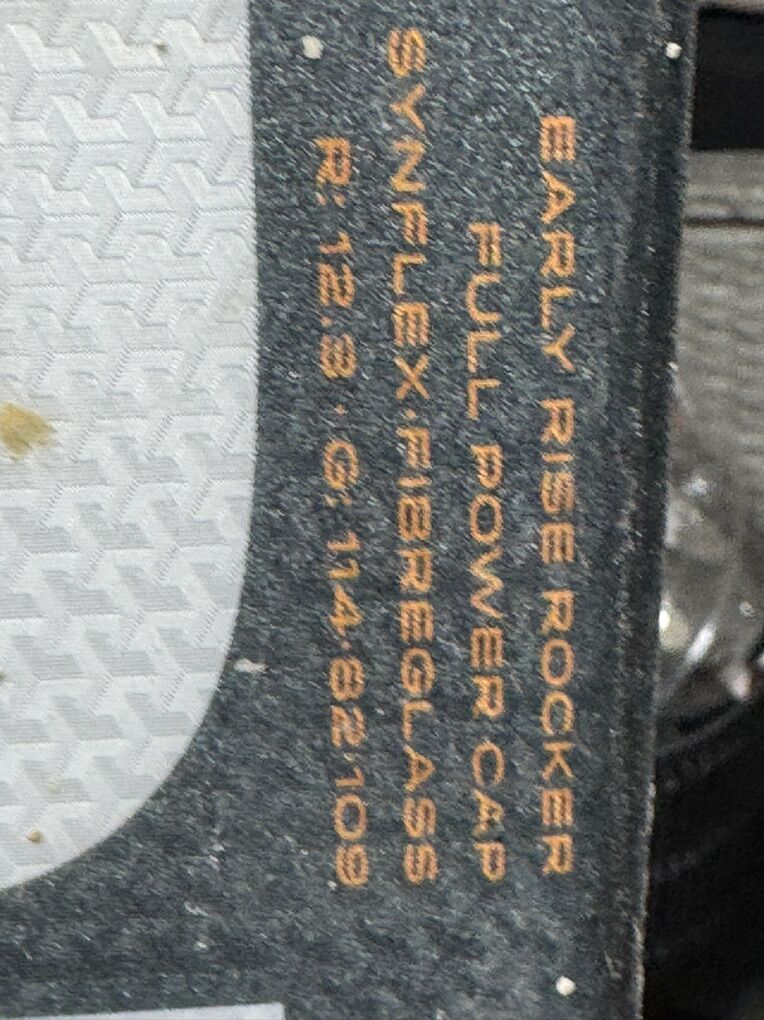 EARLY RISE ROCKER
FULL POWER CAP
SYNFLEX·FIBREGLASS
R: 12.3 · G: 114·82·109